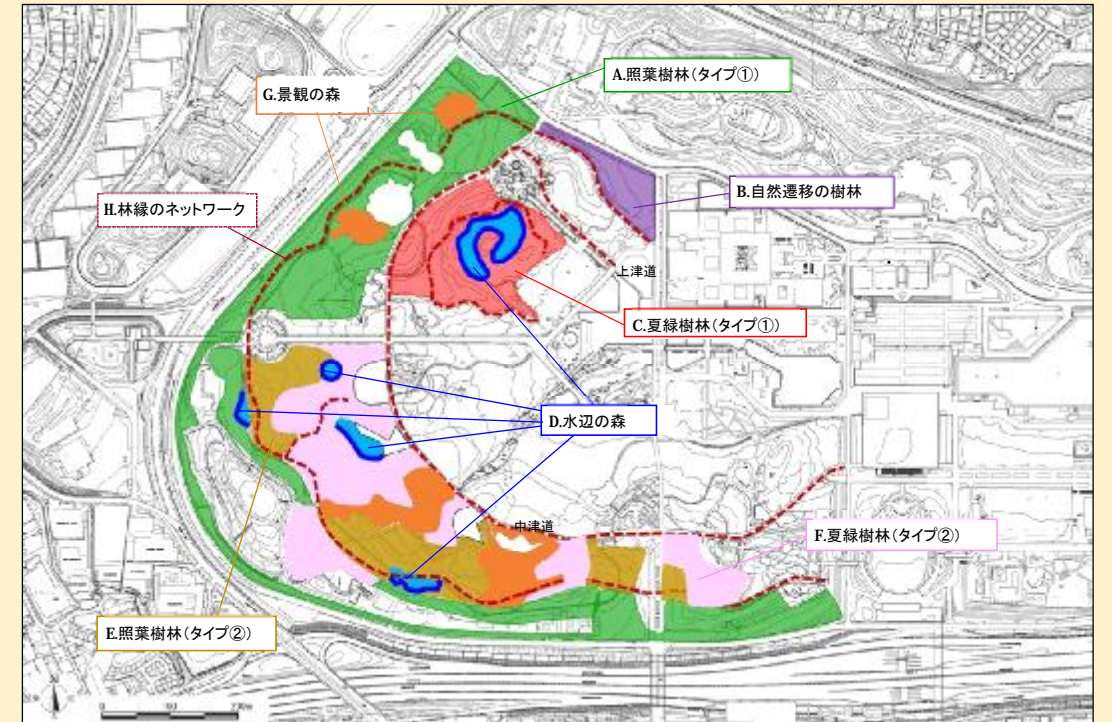 A.照葉樹林(タイプ①)
G.景観の森
B.自然遷移の樹林
H.林縁のネットワーク
上津道
C.夏緑樹林(タイプ①)
D.水辺の森
中津道
F.夏緑樹林(タイプ②)
E.照葉樹林(タイプ②)